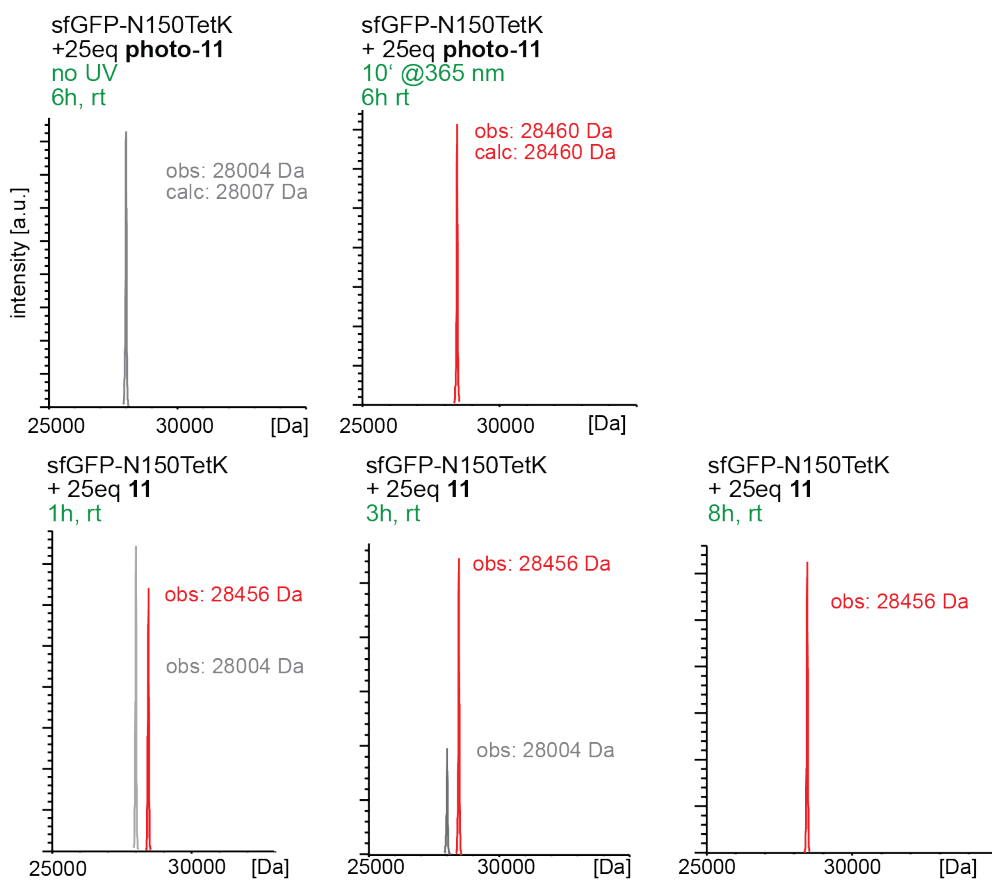 sfGFP-N150TetK
+25eq photo-11
no UV
6h, rt
obs: 28004 Da
calc: 28007 Da
intensity [a.u.]
25000 30000 [Da]
sfGFP-N150TetK
+ 25eq photo-11
10‘ @365 nm
6h rt
obs: 28460 Da
calc: 28460 Da
25000 30000 [Da]
sfGFP-N150TetK
+ 25eq 11
1h, rt
obs: 28456 Da
obs: 28004 Da
25000 30000 [Da]
sfGFP-N150TetK
+ 25eq 11
3h, rt
obs: 28456 Da
obs: 28004 Da
25000 30000 [Da]
sfGFP-N150TetK
+ 25eq 11
8h, rt
obs: 28456 Da
25000 30000 [Da]